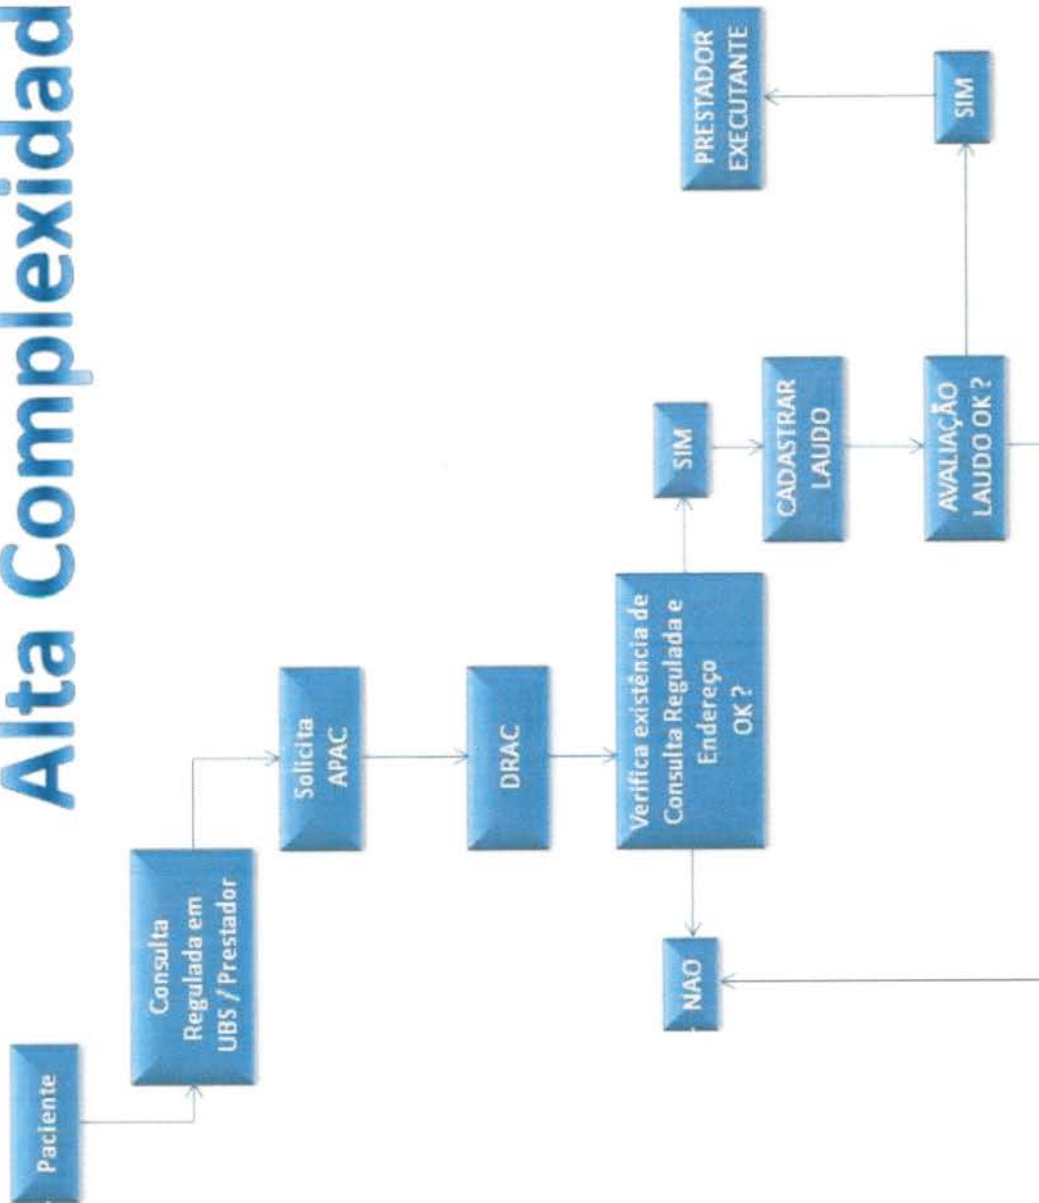 Alta Complexidad
Paciente
Consulta
Regulada em
UBS / Prestador
Solicita
APAC
DRAC
Verifica existência de
Consulta Regulada e
Endereço
OK ?
NAO
SIM
CADASTRAR
LAUDO
AVALIAÇÃO
LAUDO OK ?
SIM
PRESTADOR
EXECUTANTE